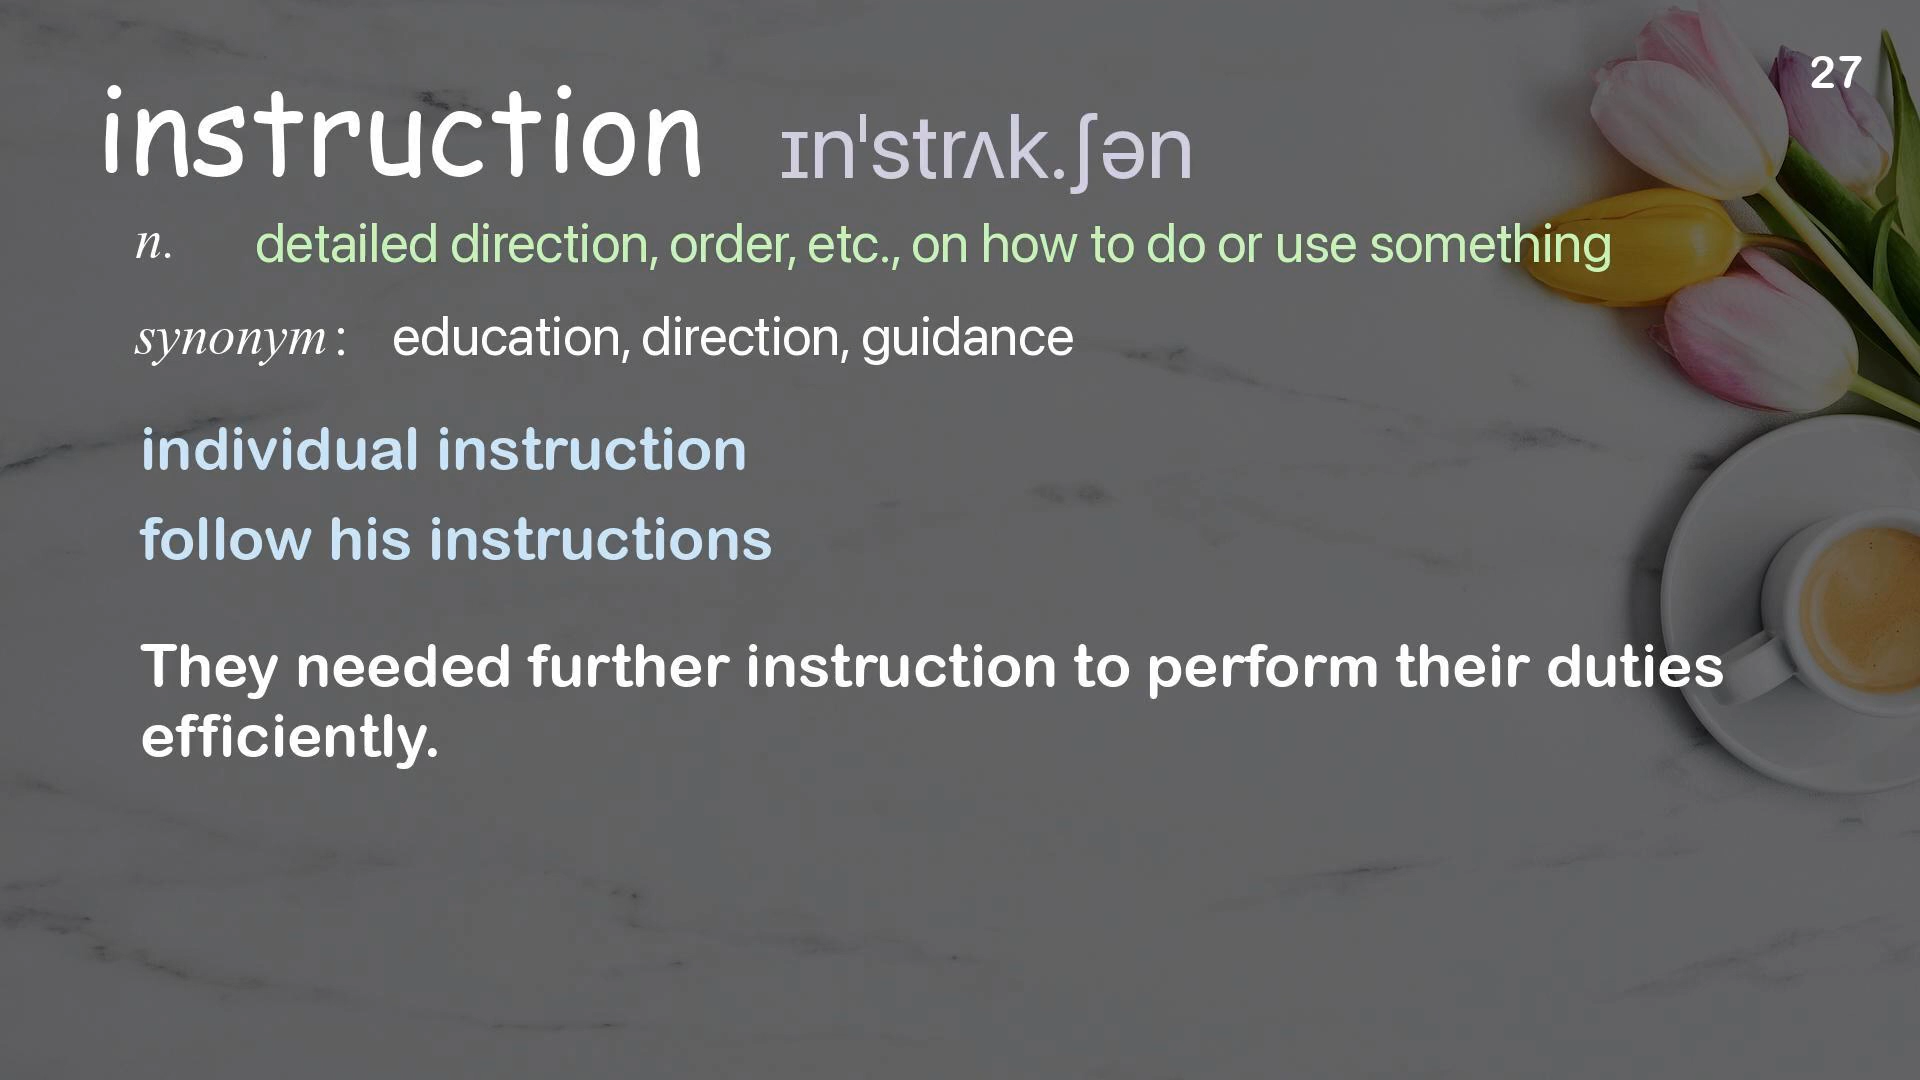 27
instruction ɪnˈstrʌk.ʃən
n. detailed direction, order, etc., on how to do or use something
synonym : education, direction, guidance
individual instruction
follow his instructions
They needed further instruction to perform their duties
efficiently.